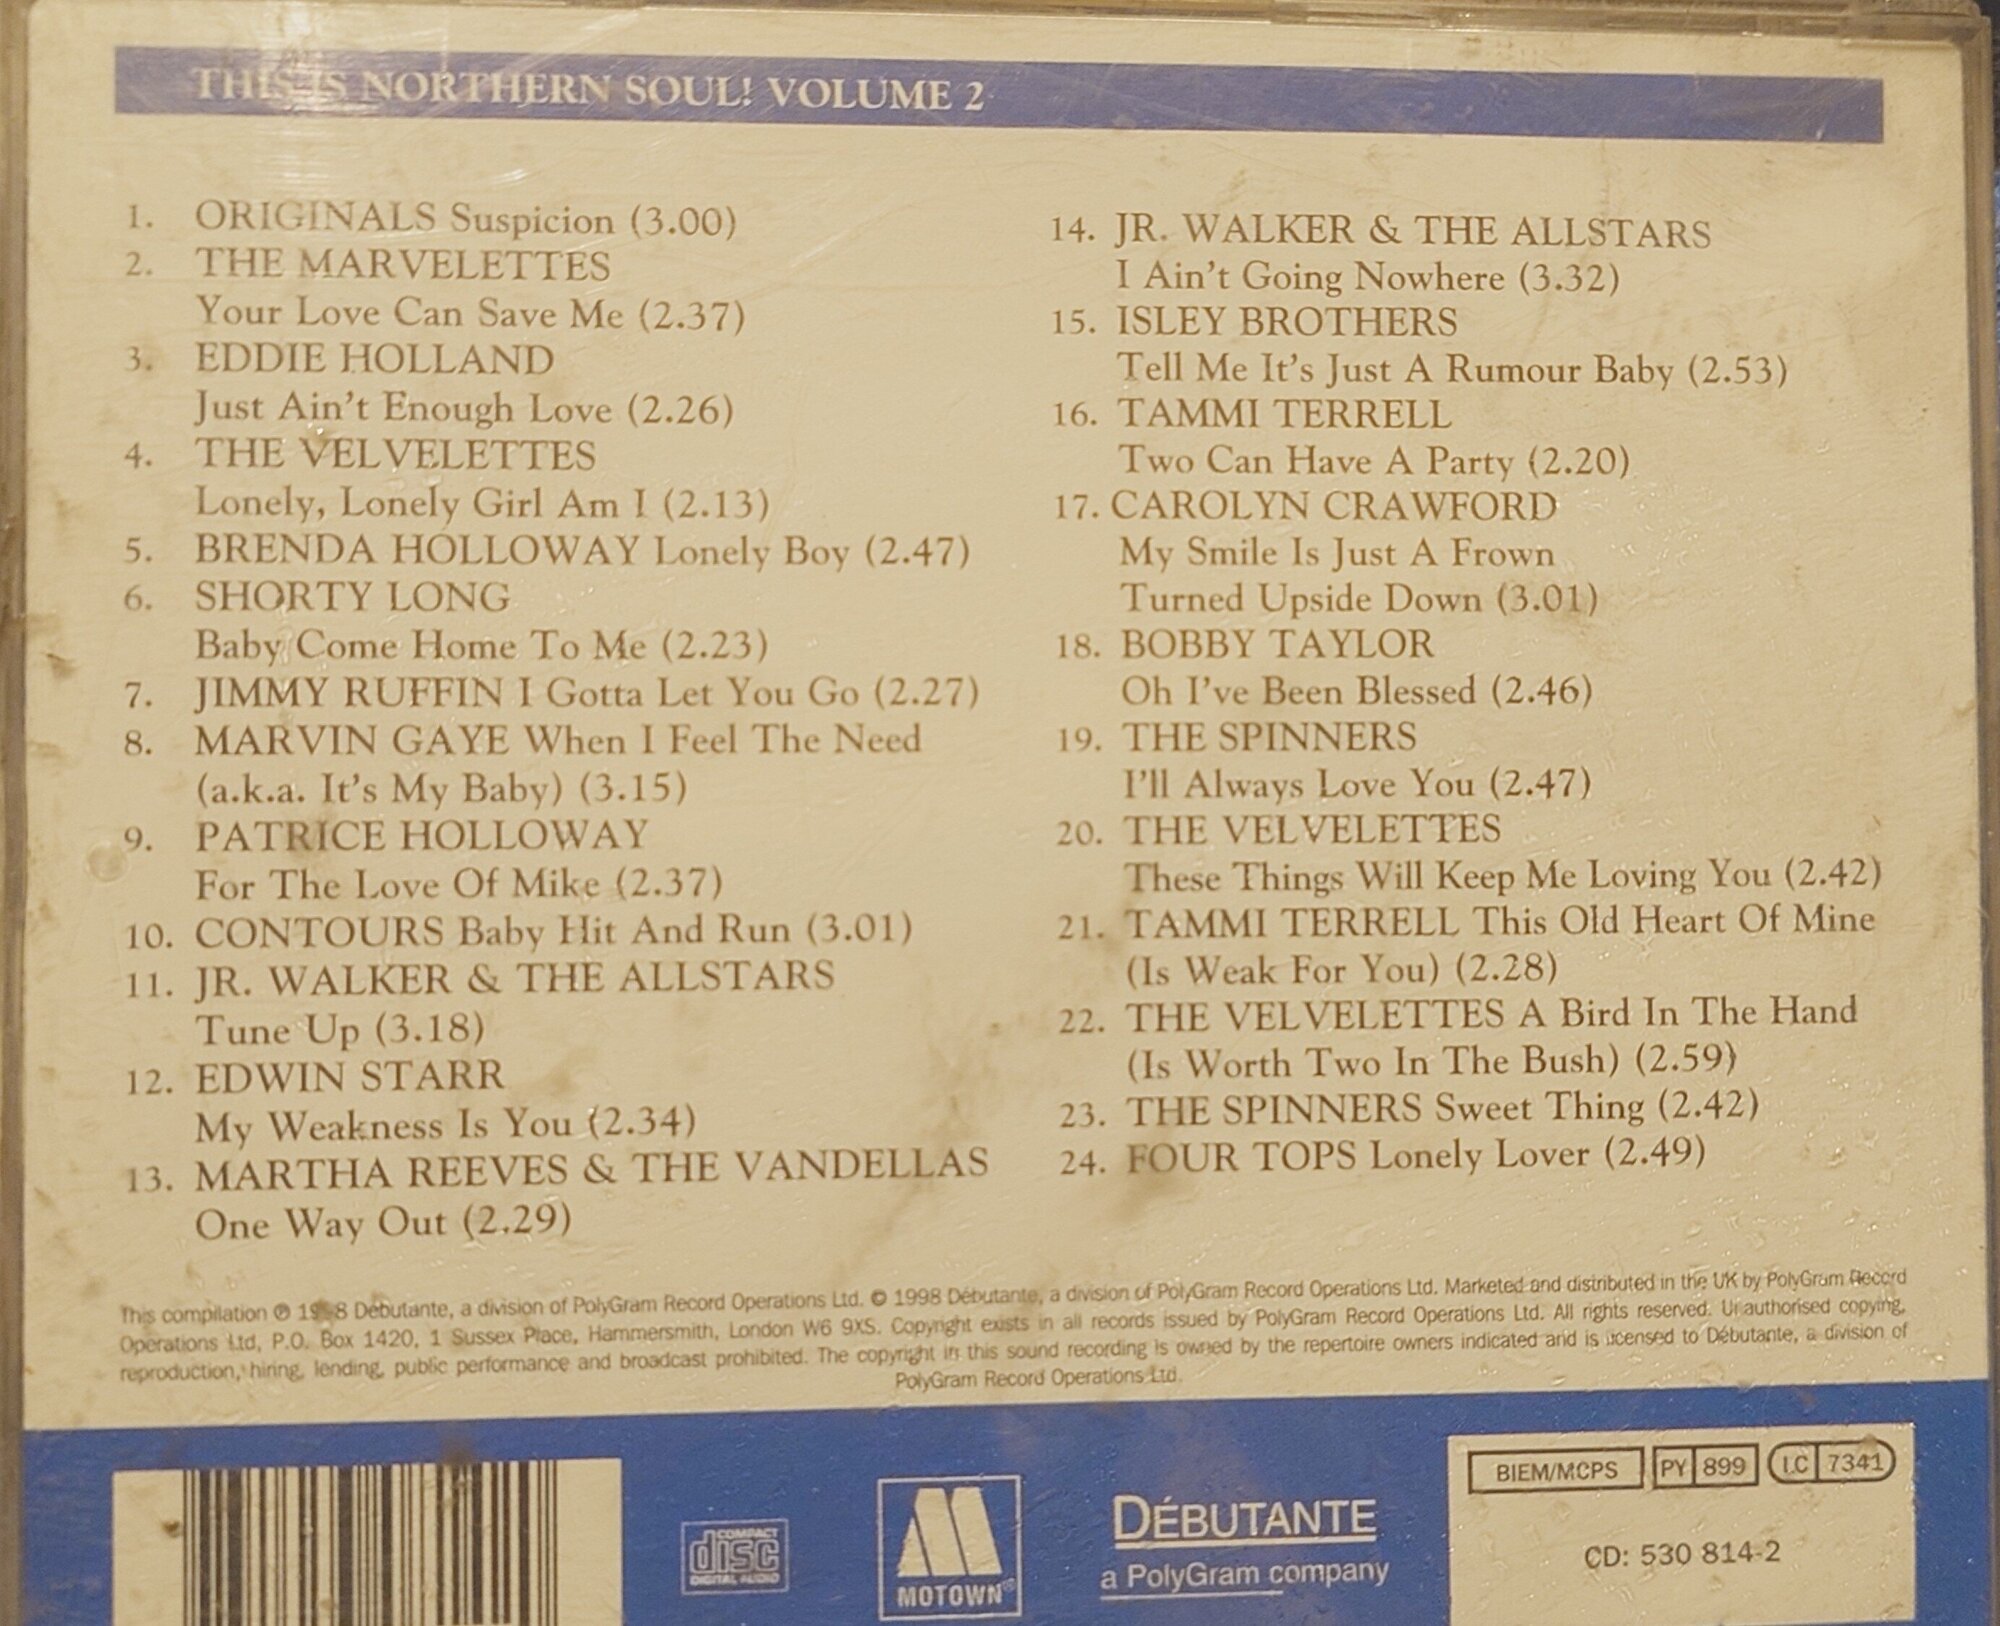 THIS IS NORTHERN SOUL! VOLUME 2
1. ORIGINALS Suspicion (3.00)
2. THE MARVELETTES
Your Love Can Save Me (2.37)
3. EDDIE HOLLAND
Just Ain't Enough Love (2.26)
4. THE VELVELETTES
Lonely, Lonely Girl Am I (2.13)
5. BRENDA HOLLOWAY Lonely Boy (2.47)
6. SHORTY LONG
Baby Come Home To Me (2.23)
7. JIMMY RUFFIN I Gotta Let You Go (2.27)
8. MARVIN GAYE When I Feel The Need
(a.k.a. It's My Baby) (3.15)
9. PATRICE HOLLOWAY
For The Love Of Mike (2.37)
10. CONTOURS Baby Hit And Run (3.01)
11. JR. WALKER & THE ALLSTARS
Tune Up (3.18)
12. EDWIN STARR
My Weakness Is You (2.34)
13. MARTHA REEVES & THE VANDELLAS
One Way Out (2.29)
14. JR. WALKER & THE ALLSTARS
I Ain't Going Nowhere (3.32)
15. ISLEY BROTHERS
Tell Me It's Just A Rumour Baby (2.53)
16. TAMMI TERRELL
Two Can Have A Party (2.20)
17. CAROLYN CRAWFORD
My Smile Is Just A Frown
Turned Upside Down (3.01)
18. BOBBY TAYLOR
Oh I've Been Blessed (2.46)
19. THE SPINNERS
I'll Always Love You (2.47)
20. THE VELVELETTES
These Things Will Keep Me Loving You (2.42)
21. TAMMI TERRELL This Old Heart Of Mine
(Is Weak For You) (2.28)
22. THE VELVELETTES A Bird In The Hand
(Is Worth Two In The Bush) (2.59)
23. THE SPINNERS Sweet Thing (2.42)
24. FOUR TOPS Lonely Lover (2.49)
This compilation ℗ 1998 Débutante, a division of PolyGram Record Operations Ltd. © 1998 Débutante, a division of PolyGram Record Operations Ltd. Marketed and distributed in the UK by PolyGram Record
Operations Ltd, P.O. Box 1420, 1 Sussex Place, Hammersmith, London W6 9XS. Copyright exists in all records issued by PolyGram Record Operations Ltd. All rights reserved. Unauthorised copying,
reproduction, hiring, lending, public performance and broadcast prohibited. The copyright in this sound recording is owned by the repertoire owners indicated and is licensed to Débutante, a division of
PolyGram Record Operations Ltd.
COMPACT
disc
DIGITAL AUDIO
MOTOWN®
DÉBUTANTE
a PolyGram company
BIEM/MCPS PY 899 LC 7341
CD: 530 814-2